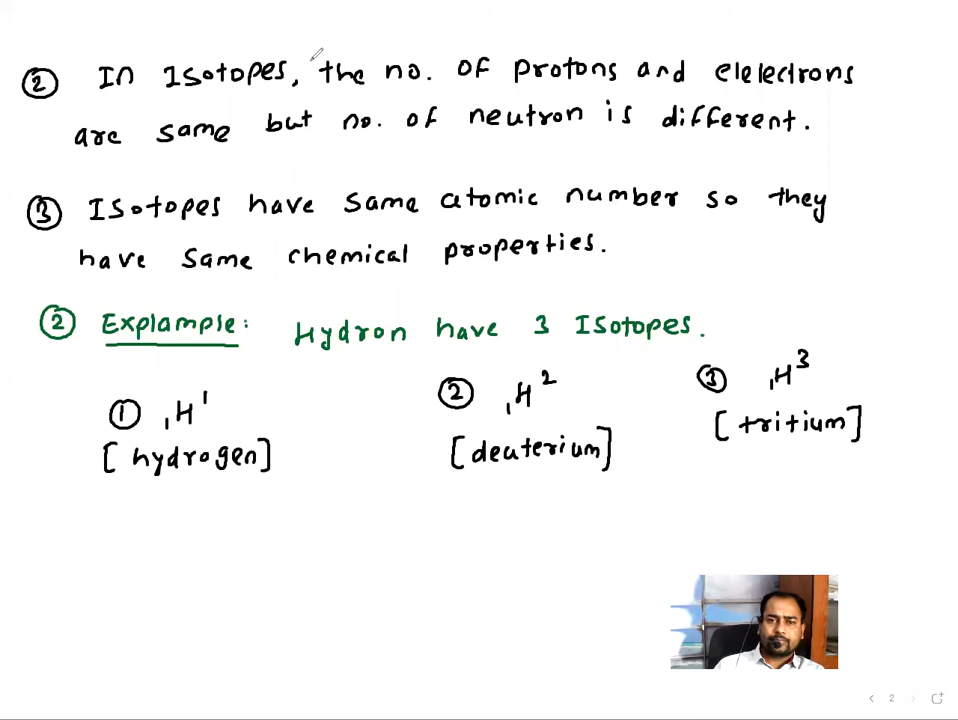 ② In Isotopes, the no. of protons and elelectrons
are same but no. of neutron is different.
③ Isotopes have same atomic number so they
have same chemical properties.
② Explample: Hydron have 3 Isotopes.
① ₁H¹ ② ₁H² ③ ₁H³
[hydrogen] [deuterium] [tritium]
2